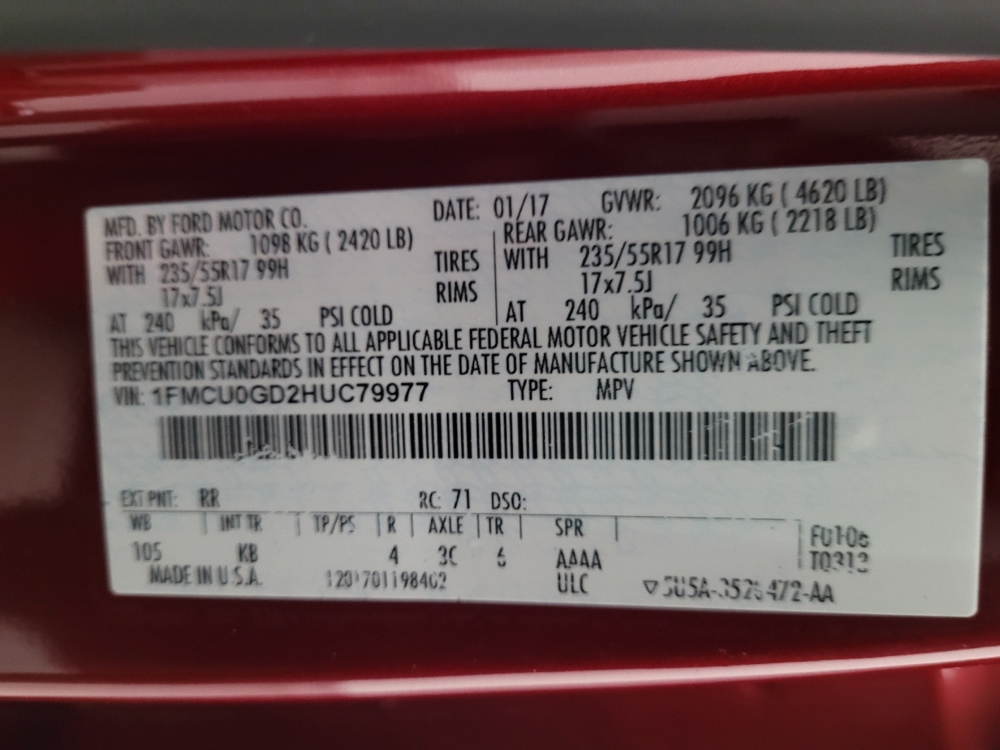 MFD. BY FORD MOTOR CO. DATE: 01/17 GVWR: 2096 KG ( 4620 LB)
FRONT GAWR: 1098 KG ( 2420 LB) REAR GAWR: 1006 KG ( 2218 LB)
WITH 235/55R17 99H TIRES WITH 235/55R17 99H TIRES
17x7.5J RIMS 17x7.5J RIMS
AT 240 kPa/ 35 PSI COLD AT 240 kPa/ 35 PSI COLD
THIS VEHICLE CONFORMS TO ALL APPLICABLE FEDERAL MOTOR VEHICLE SAFETY AND THEFT
PREVENTION STANDARDS IN EFFECT ON THE DATE OF MANUFACTURE SHOWN ABOVE.
VIN: 1FMCU0GD2HUC79977 TYPE: MPV
EXT PNT: RR RC: 71 DSO:
WB INT TR TP/PS R AXLE TR SPR
105 KB 4 3C 6 AAAA
MADE IN U.S.A. ULC